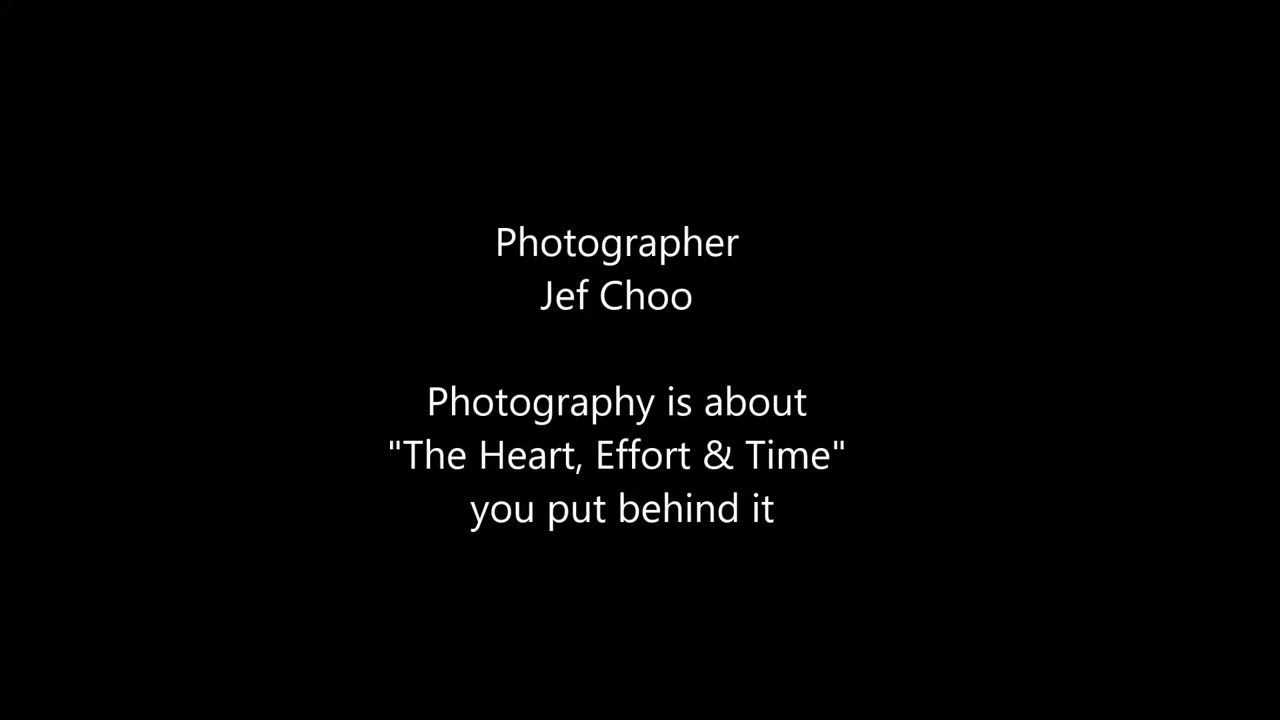 Photographer
Jef Choo
Photography is about
"The Heart, Effort & Time"
you put behind it